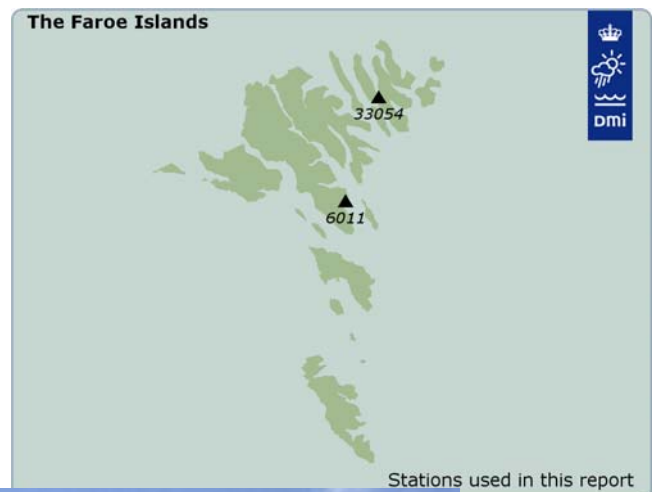 The Faroe Islands
DMi
33054
6011
Stations used in this report